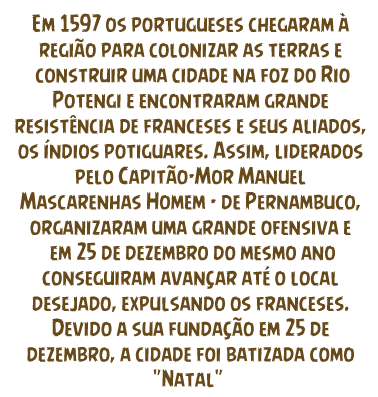 Em 1597 os portugueses chegaram à
região para colonizar as terras e
construir uma cidade na foz do Rio
Potengi e encontraram grande
resistência de franceses e seus aliados,
os índios potiguares. Assim, liderados
pelo Capitão-Mor Manuel
Mascarenhas Homem - de Pernambuco,
organizaram uma grande ofensiva e
em 25 de dezembro do mesmo ano
conseguiram avançar até o local
desejado, expulsando os franceses.
Devido a sua fundação em 25 de
dezembro, a cidade foi batizada como
"Natal"